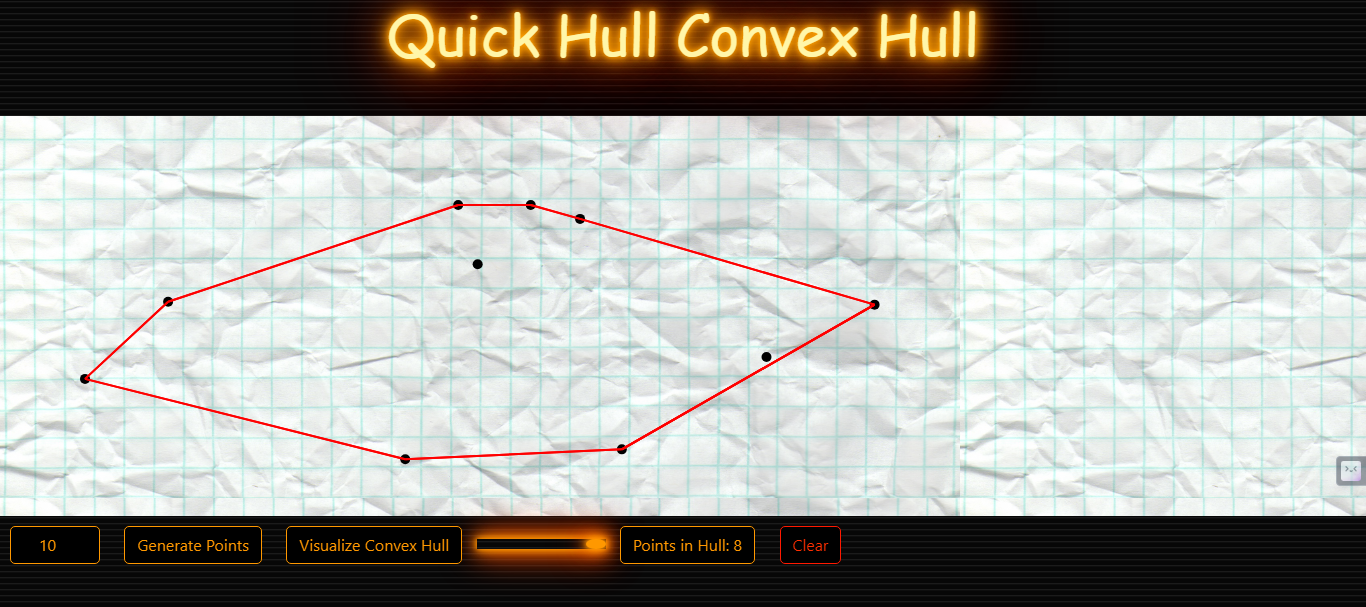 Quick Hull Convex Hull
10 Generate Points Visualize Convex Hull Points in Hull: 8 Clear